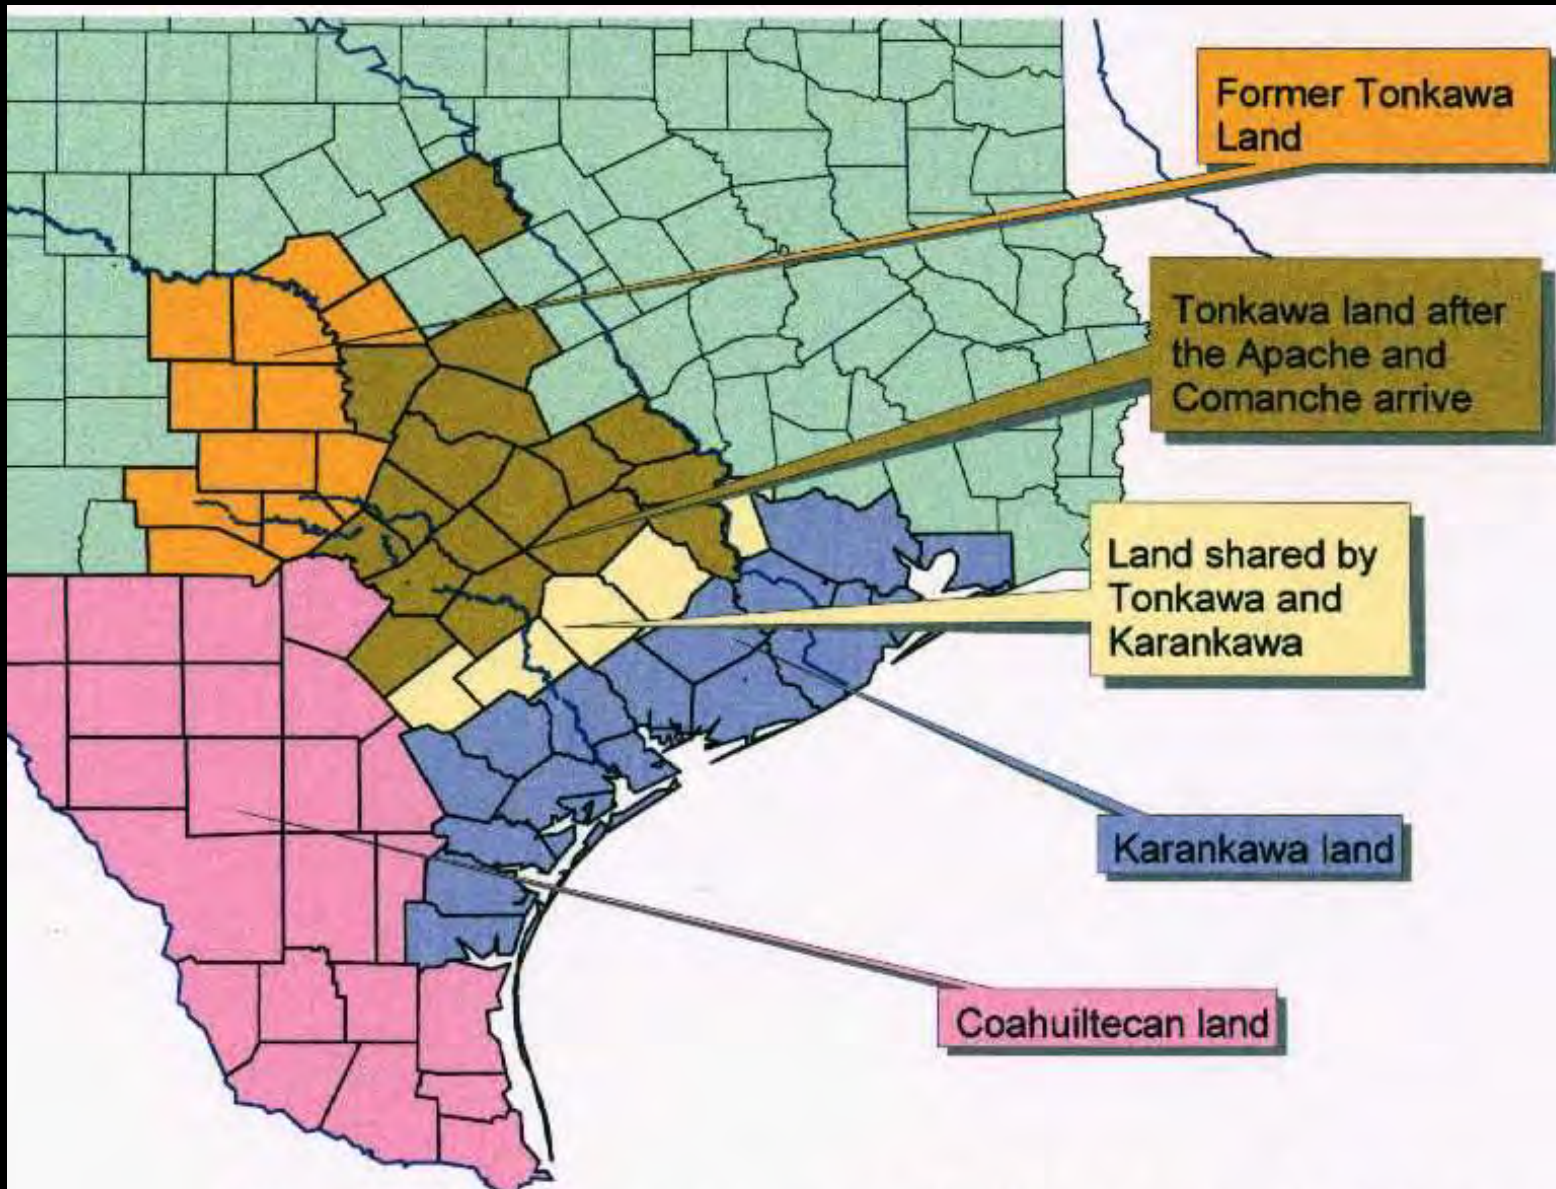 Former Tonkawa
Land
Tonkawa land after
the Apache and
Comanche arrive
Land shared by
Tonkawa and
Karankawa
Karankawa land
Coahuiltecan land